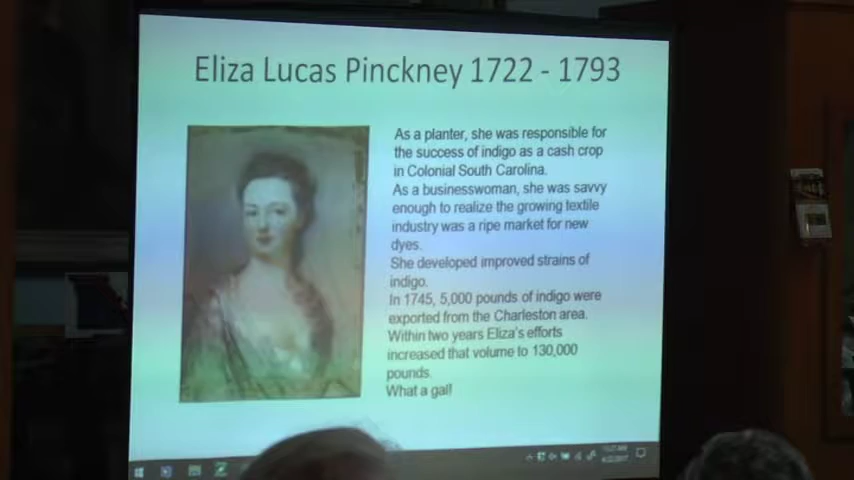 Eliza Lucas Pinckney 1722 - 1793
As a planter, she was responsible for
the success of indigo as a cash crop
in Colonial South Carolina.
As a businesswoman, she was savvy
enough to realize the growing textile
industry was a ripe market for new
dyes.
She developed improved strains of
indigo.
In 1745, 5,000 pounds of indigo were
exported from the Charleston area.
Within two years Eliza's efforts
increased that volume to 130,000
pounds.
What a gal!